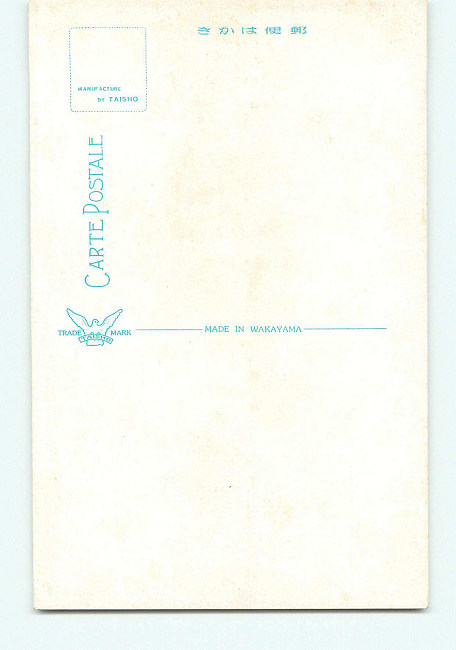 郵便はかき
MANUFACTURE
BY TAISHO
CARTE POSTALE
TRADE MARK
TAISHO
MADE IN WAKAYAMA